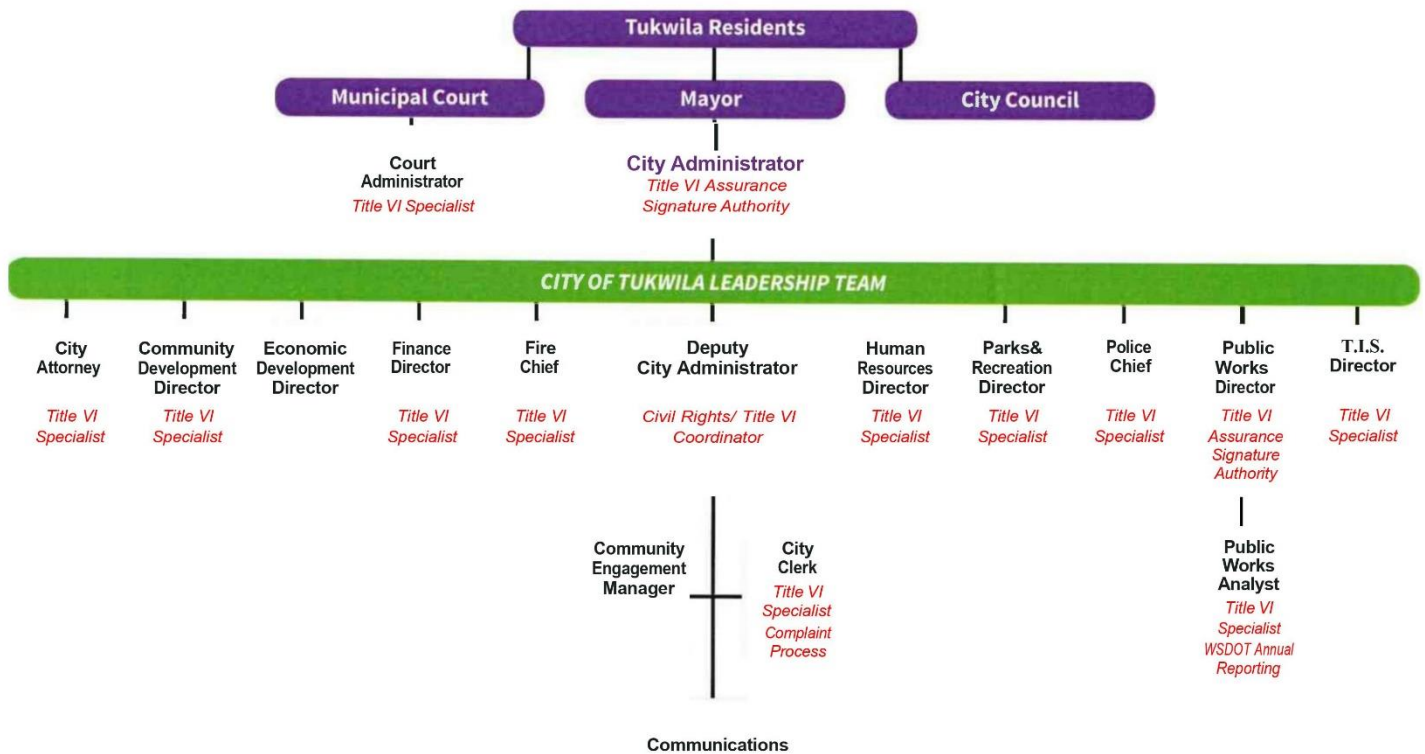 Tukwila Residents
Municipal Court
Mayor
City Council
Court
Administrator
Title VI Specialist
City Administrator
Title VI Assurance
Signature Authority
CITY OF TUKWILA LEADERSHIP TEAM
City
Attorney
Title VI
Specialist
Community
Development
Director
Title VI
Specialist
Economic
Development
Director
Finance
Director
Title VI
Specialist
Fire
Chief
Title VI
Specialist
Deputy
City Administrator
Civil Rights/ Title VI
Coordinator
Human
Resources
Director
Title VI
Specialist
Parks&
Recreation
Director
Title VI
Specialist
Police
Chief
Title VI
Specialist
Public
Works
Director
Title VI
Assurance
Signature
Authority
T.I.S.
Director
Title VI
Specialist
Community
Engagement
Manager
City
Clerk
Title VI
Specialist
Complaint
Process
Public
Works
Analyst
Title VI
Specialist
WSDOT Annual
Reporting
Communications